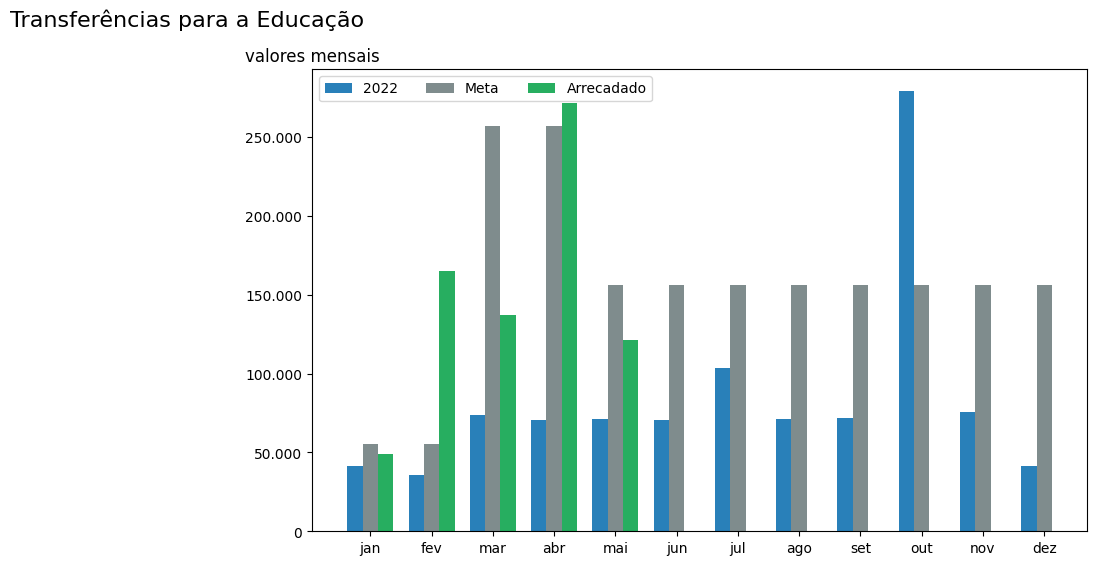 Transferências para a Educação
valores mensais
2022 Meta Arrecadado
250.000
200.000
150.000
100.000
50.000
0
jan fev mar abr mai jun jul ago set out nov dez